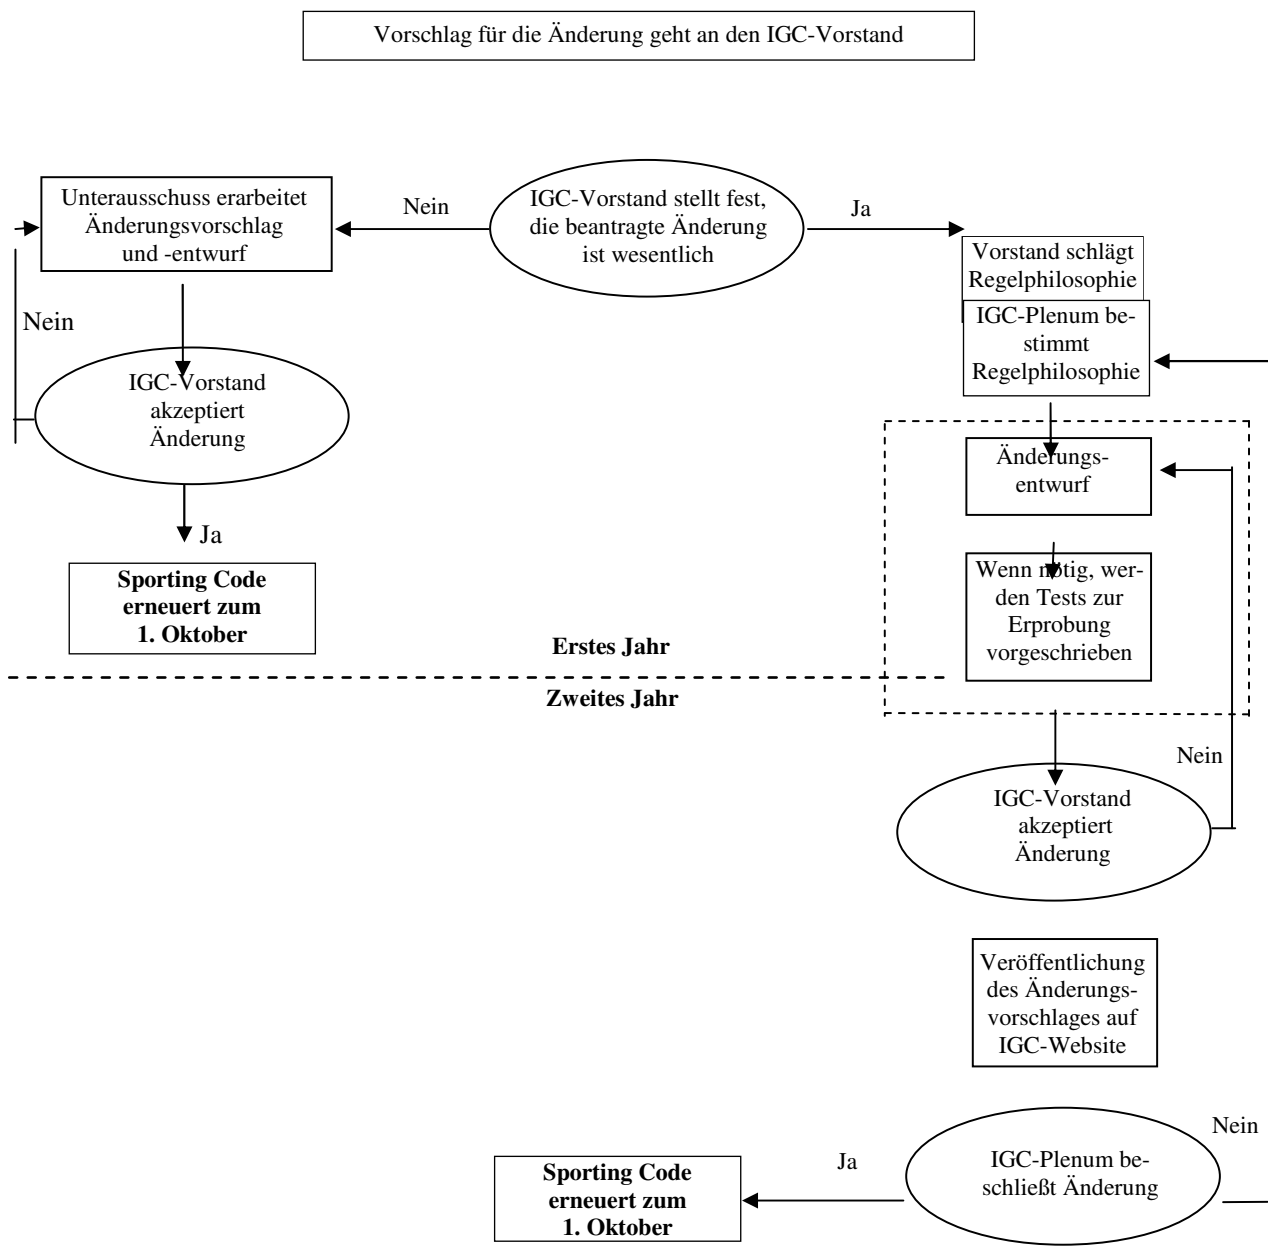 Vorschlag für die Änderung geht an den IGC-Vorstand
Unterausschuss erarbeitet
Änderungsvorschlag
und -entwurf
Nein
IGC-Vorstand stellt fest,
die beantragte Änderung
ist wesentlich
Ja
Vorstand schlägt
Regelphilosophie
IGC-Plenum be-
stimmt
Regelphilosophie
Nein
IGC-Vorstand
akzeptiert
Änderung
Änderungs-
entwurf
Ja
Sporting Code
erneuert zum
1. Oktober
Wenn nötig, wer-
den Tests zur
Erprobung
vorgeschrieben
Erstes Jahr
Zweites Jahr
Nein
IGC-Vorstand
akzeptiert
Änderung
Veröffentlichung
des Änderungs-
vorschlages auf
IGC-Website
Nein
IGC-Plenum be-
schließt Änderung
Ja
Sporting Code
erneuert zum
1. Oktober